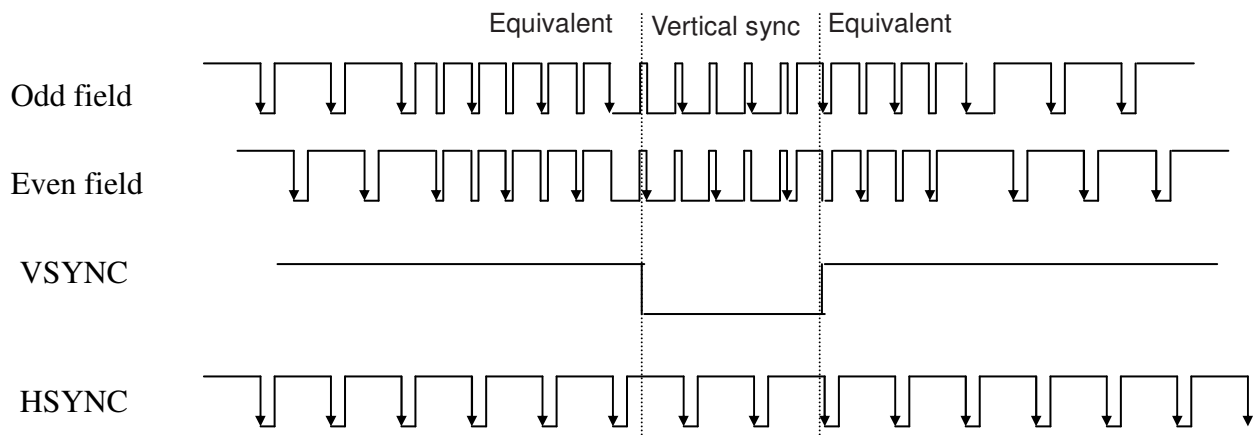 Equivalent Vertical sync Equivalent
Odd field
Even field
VSYNC
HSYNC